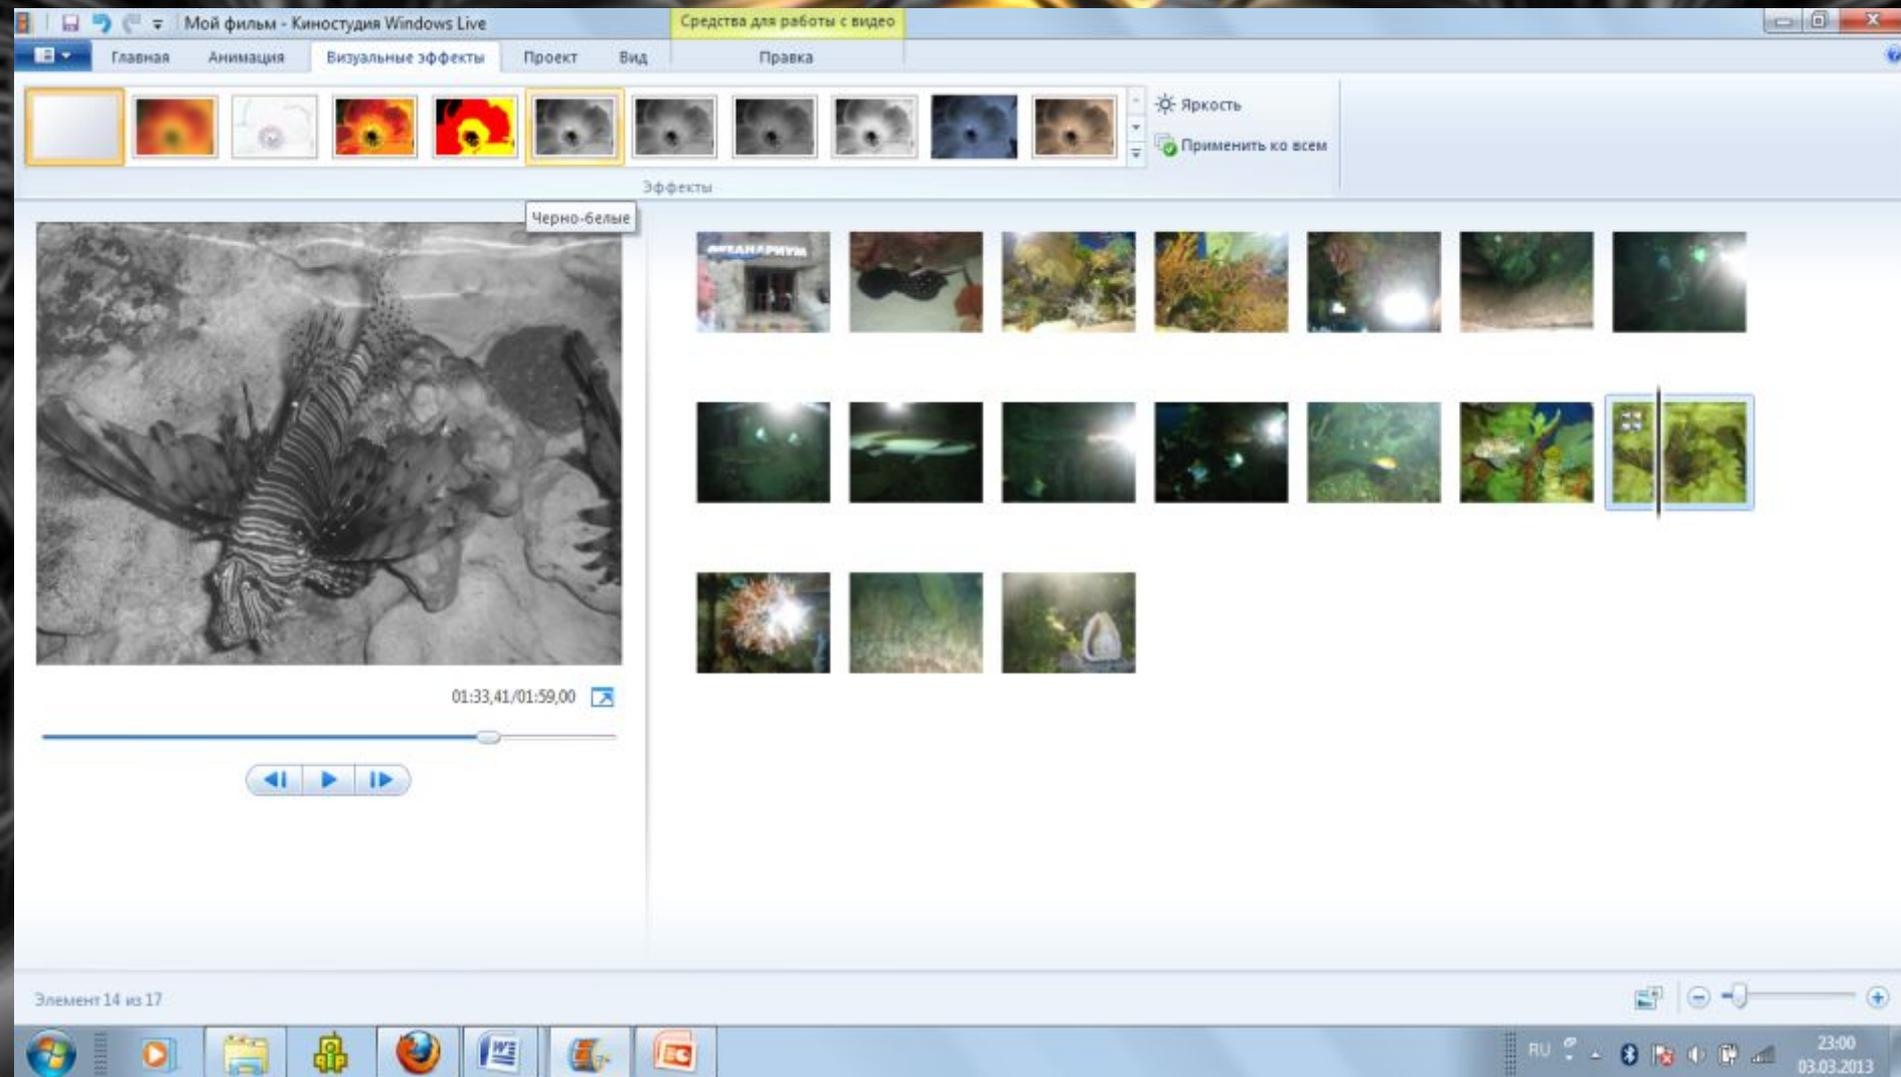 Мой фильм - Киностудия Windows Live
Средства для работы с видео
Главная
Анимация
Визуальные эффекты
Проект
Вид
Правка
Яркость
Применить ко всем
Эффекты
Черно-белые
ОКЕАНАРИУМ
01:33,41/01:59,00
Элемент 14 из 17
RU
23:00
03.03.2013